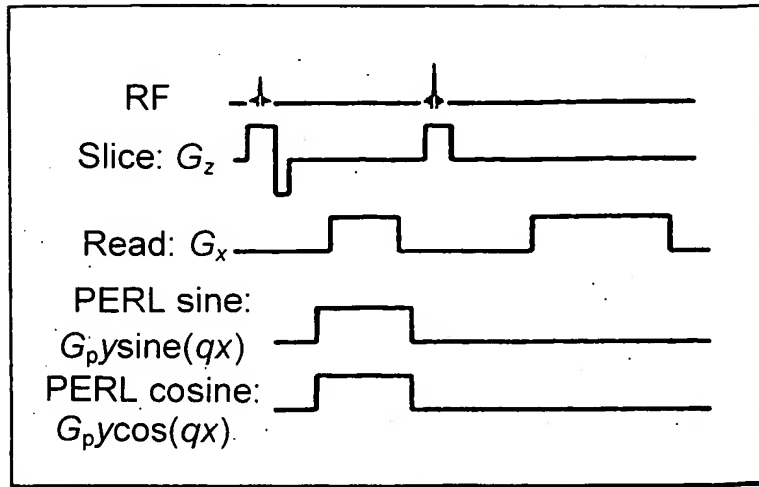 RF
Slice: Gz
Read: Gx
PERL sine:
Gpysine(qx)
PERL cosine:
Gpycos(qx)